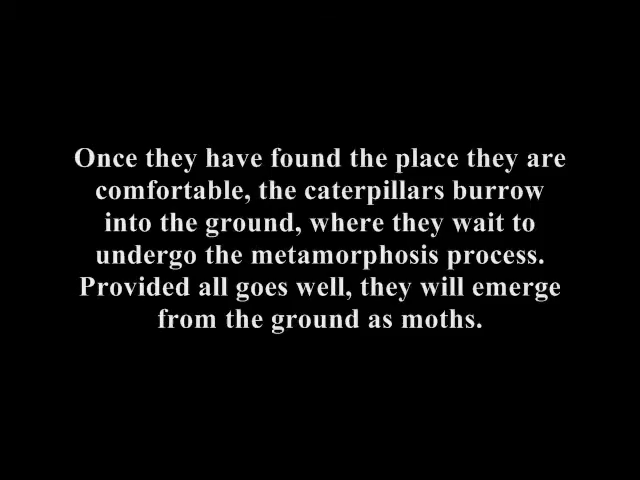 Once they have found the place they are
comfortable, the caterpillars burrow
into the ground, where they wait to
undergo the metamorphosis process.
Provided all goes well, they will emerge
from the ground as moths.